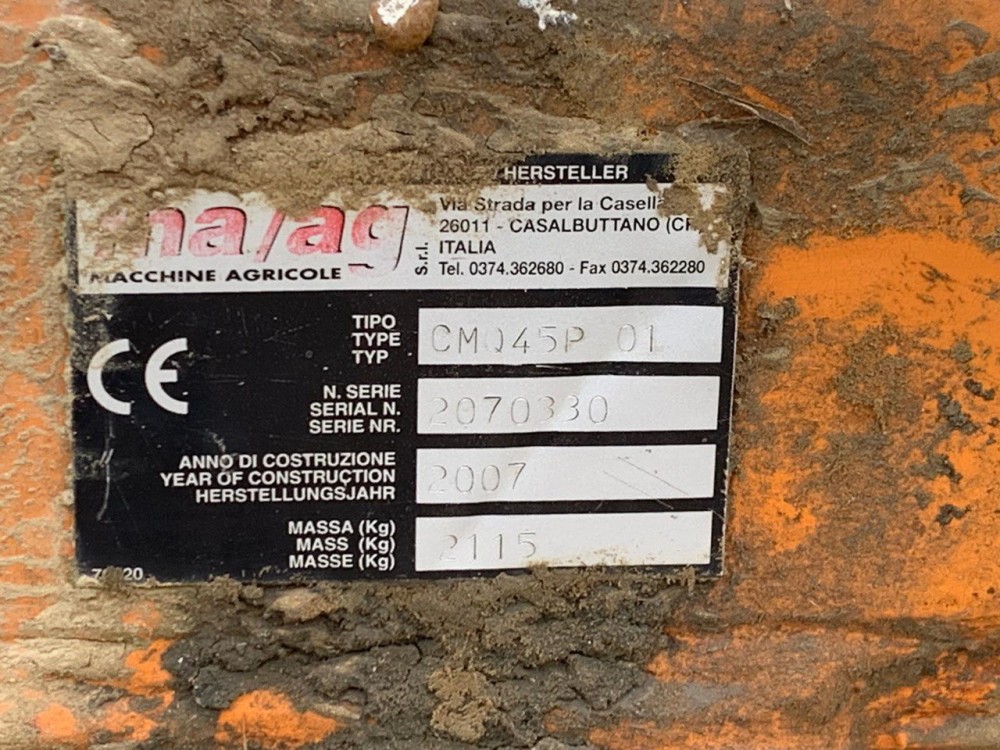 HERSTELLER
ma/ag
MACCHINE AGRICOLE
S.r.l.
Via Strada per la
26011 - CASALBUTTANO
ITALIA
Tel. 0374.362680 - Fax 0374.362280
CE
TIPO
TYPE
TYP
CMQ45P 01
N. SERIE
SERIAL N.
SERIE NR.
2070330
ANNO DI COSTRUZIONE
YEAR OF CONSTRUCTION
HERSTELLUNGSJAHR
2007
MASSA (Kg)
MASS (Kg)
MASSE (Kg)
2115